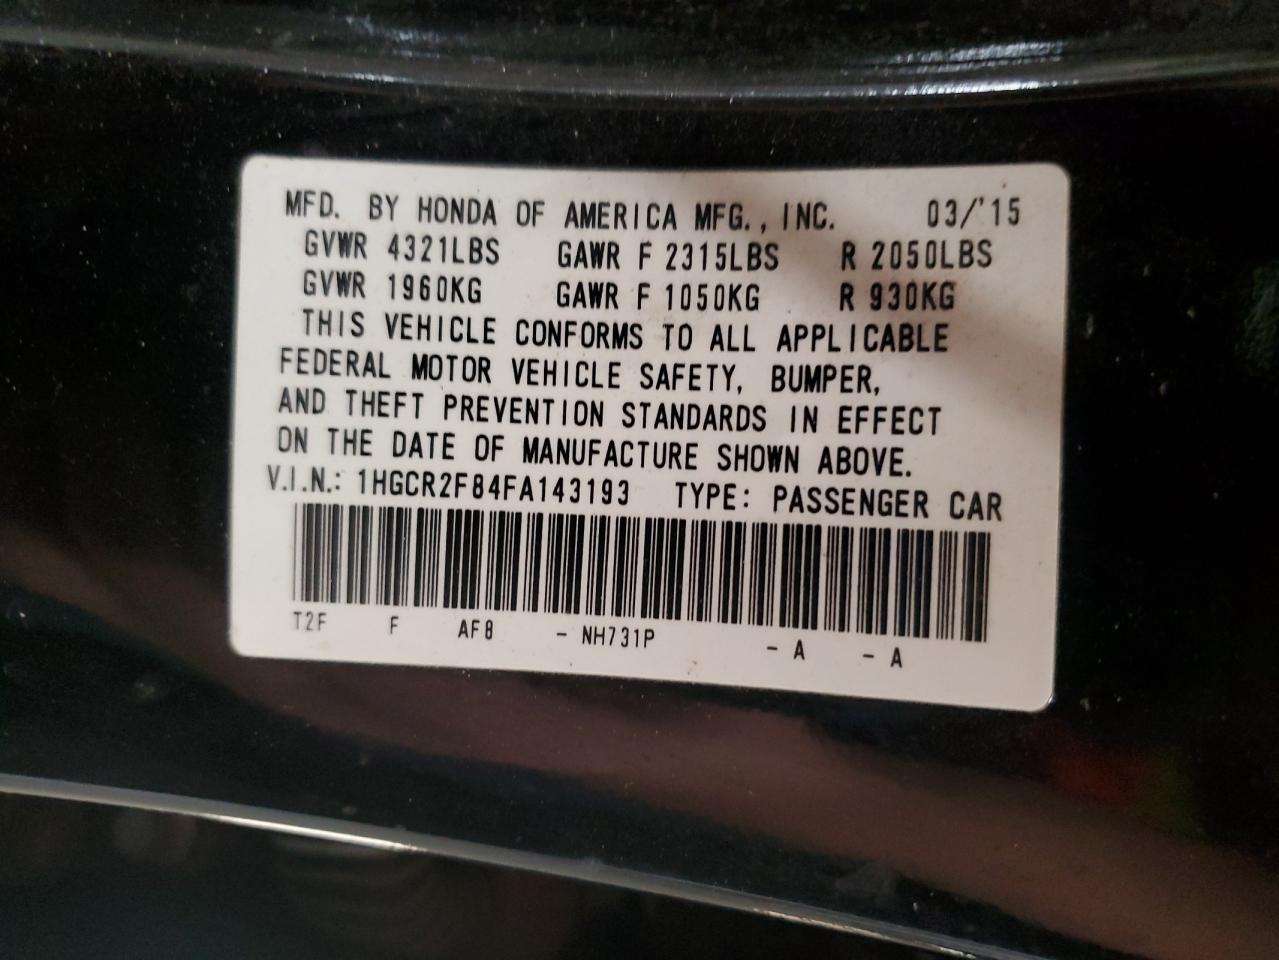 MFD. BY HONDA OF AMERICA MFG., INC. 03/'15
GVWR 4321LBS GAWR F 2315LBS R 2050LBS
GVWR 1960KG GAWR F 1050KG R 930KG
THIS VEHICLE CONFORMS TO ALL APPLICABLE
FEDERAL MOTOR VEHICLE SAFETY, BUMPER,
AND THEFT PREVENTION STANDARDS IN EFFECT
ON THE DATE OF MANUFACTURE SHOWN ABOVE.
V.I.N.: 1HGCR2F84FA143193 TYPE: PASSENGER CAR
T2F F AF8 - NH731P - A - A